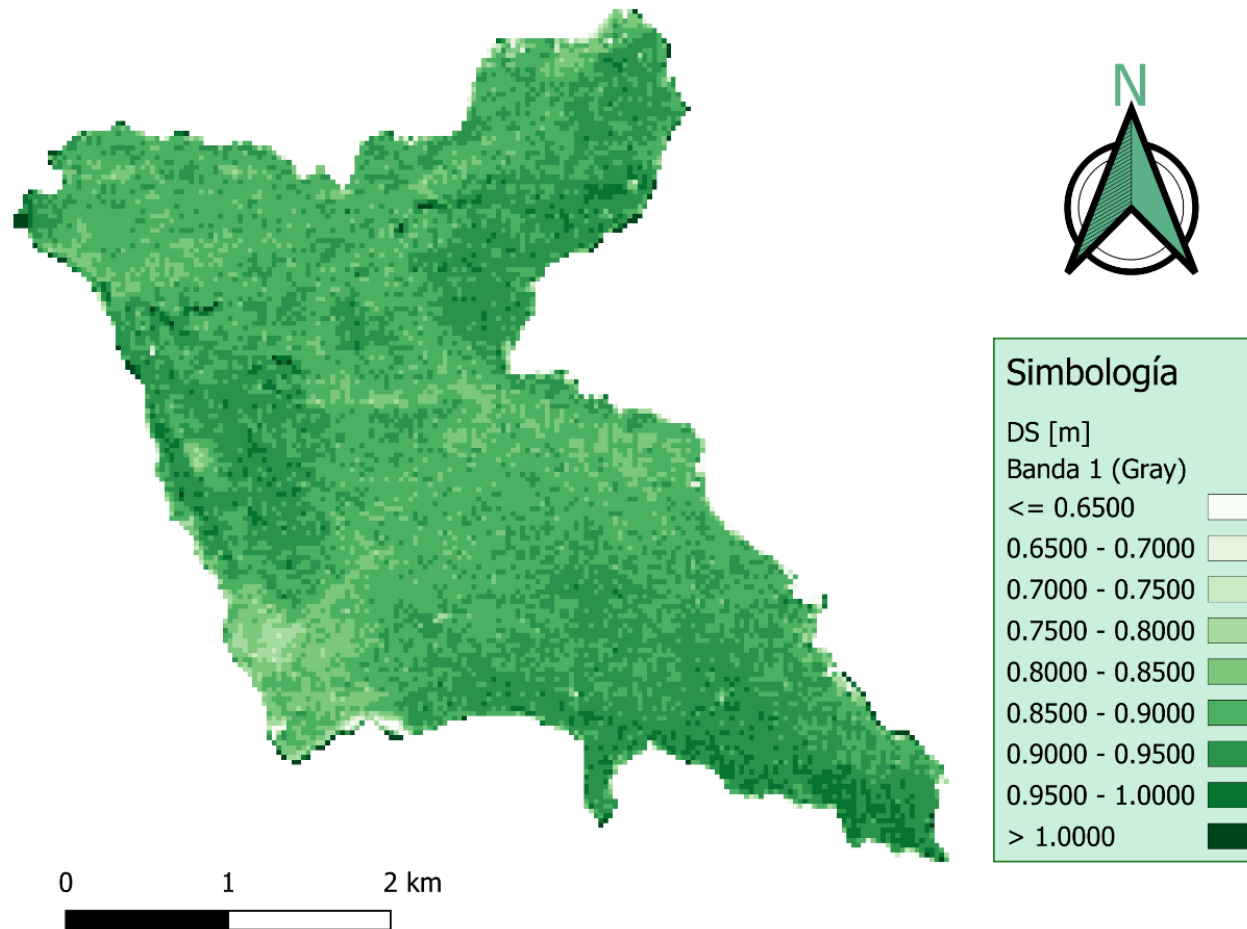 N
Simbología
DS [m]
Banda 1 (Gray)
<= 0.6500
0.6500 - 0.7000
0.7000 - 0.7500
0.7500 - 0.8000
0.8000 - 0.8500
0.8500 - 0.9000
0.9000 - 0.9500
0.9500 - 1.0000
> 1.0000
0 1 2 km